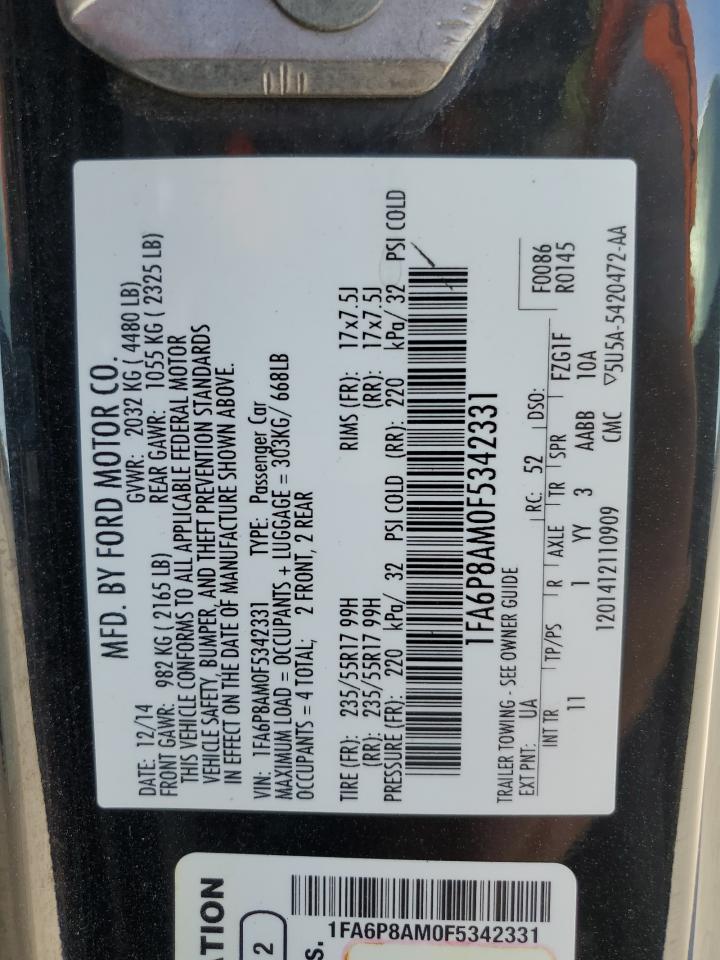 MFD. BY FORD MOTOR CO.
DATE: 12/14 GVWR: 2032 KG ( 4480 LB)
FRONT GAWR: 982 KG ( 2165 LB) REAR GAWR: 1055 KG ( 2325 LB)
THIS VEHICLE CONFORMS TO ALL APPLICABLE FEDERAL MOTOR
VEHICLE SAFETY, BUMPER, AND THEFT PREVENTION STANDARDS
IN EFFECT ON THE DATE OF MANUFACTURE SHOWN ABOVE.
VIN: 1FA6P8AM0F5342331 TYPE: Passenger Car
MAXIMUM LOAD = OCCUPANTS + LUGGAGE = 303KG/ 668LB
OCCUPANTS = 4 TOTAL; 2 FRONT, 2 REAR
TIRE (FR): 235/55R17 99H RIMS (FR): 17x7.5J
(RR): 235/55R17 99H (RR): 17x7.5J
PRESSURE (FR): 220 kPa/ 32 PSI COLD (RR): 220 kPa/ 32 PSI COLD
1FA6P8AM0F5342331
TRAILER TOWING - SEE OWNER GUIDE
EXT PNT: UA RC: 52 DSO: F0086
R0145
INT TR TP/PS R AXLE TR SPR FZG1F
11 1 YY 3 AABB 10A
1201412110909 CMC ▽5U5A-5420472-AA
ATION
2
S.
1FA6P8AM0F5342331